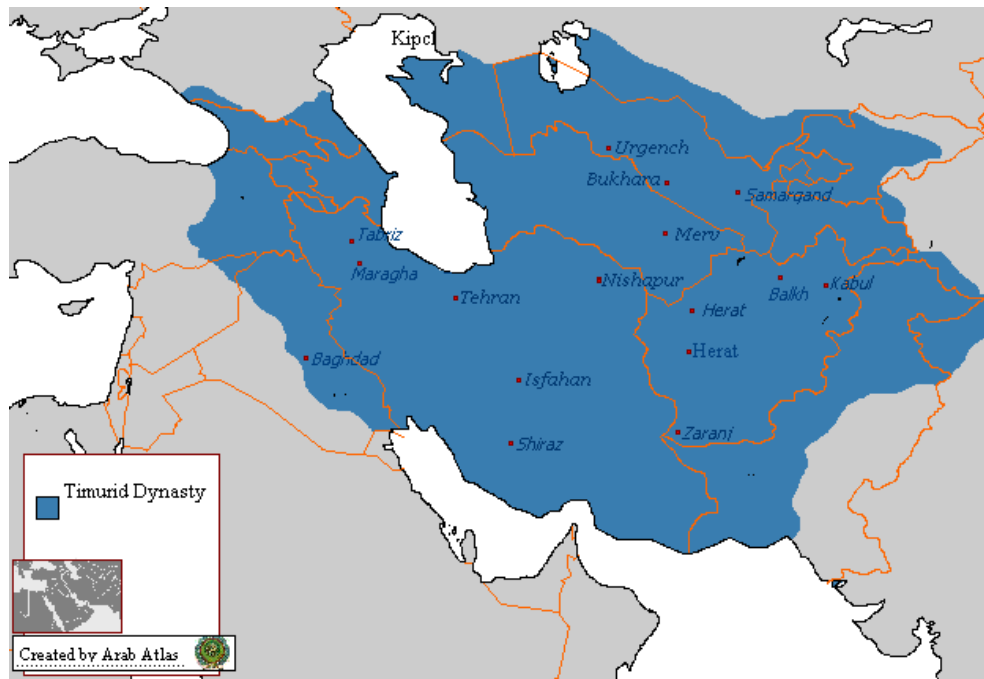 Kipcl
Urgench
Bukhara
Samarqand
Tabriz
Merv
Maragha
Nishapur
Tehran
Balkh
Kabul
Herat
Herat
Baghdad
Isfahan
Zaranj
Shiraz
Timurid Dynasty
Created by Arab Atlas